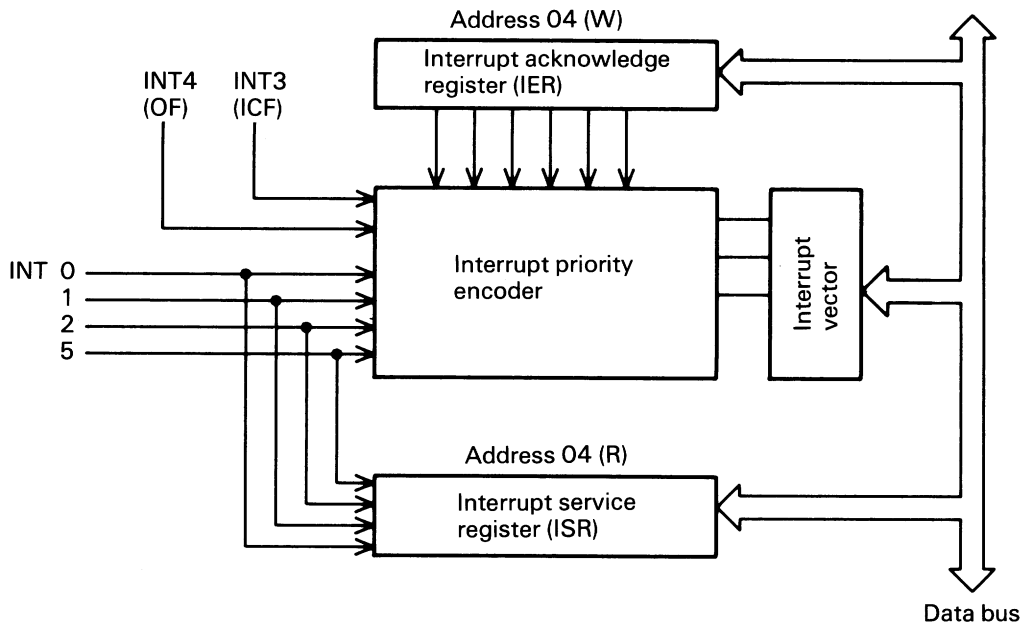 Address 04 (W)
Interrupt acknowledge
register (IER)
INT4
(OF)
INT3
(ICF)
INT 0
1
2
5
Interrupt priority
encoder
Interrupt
vector
Address 04 (R)
Interrupt service
register (ISR)
Data bus